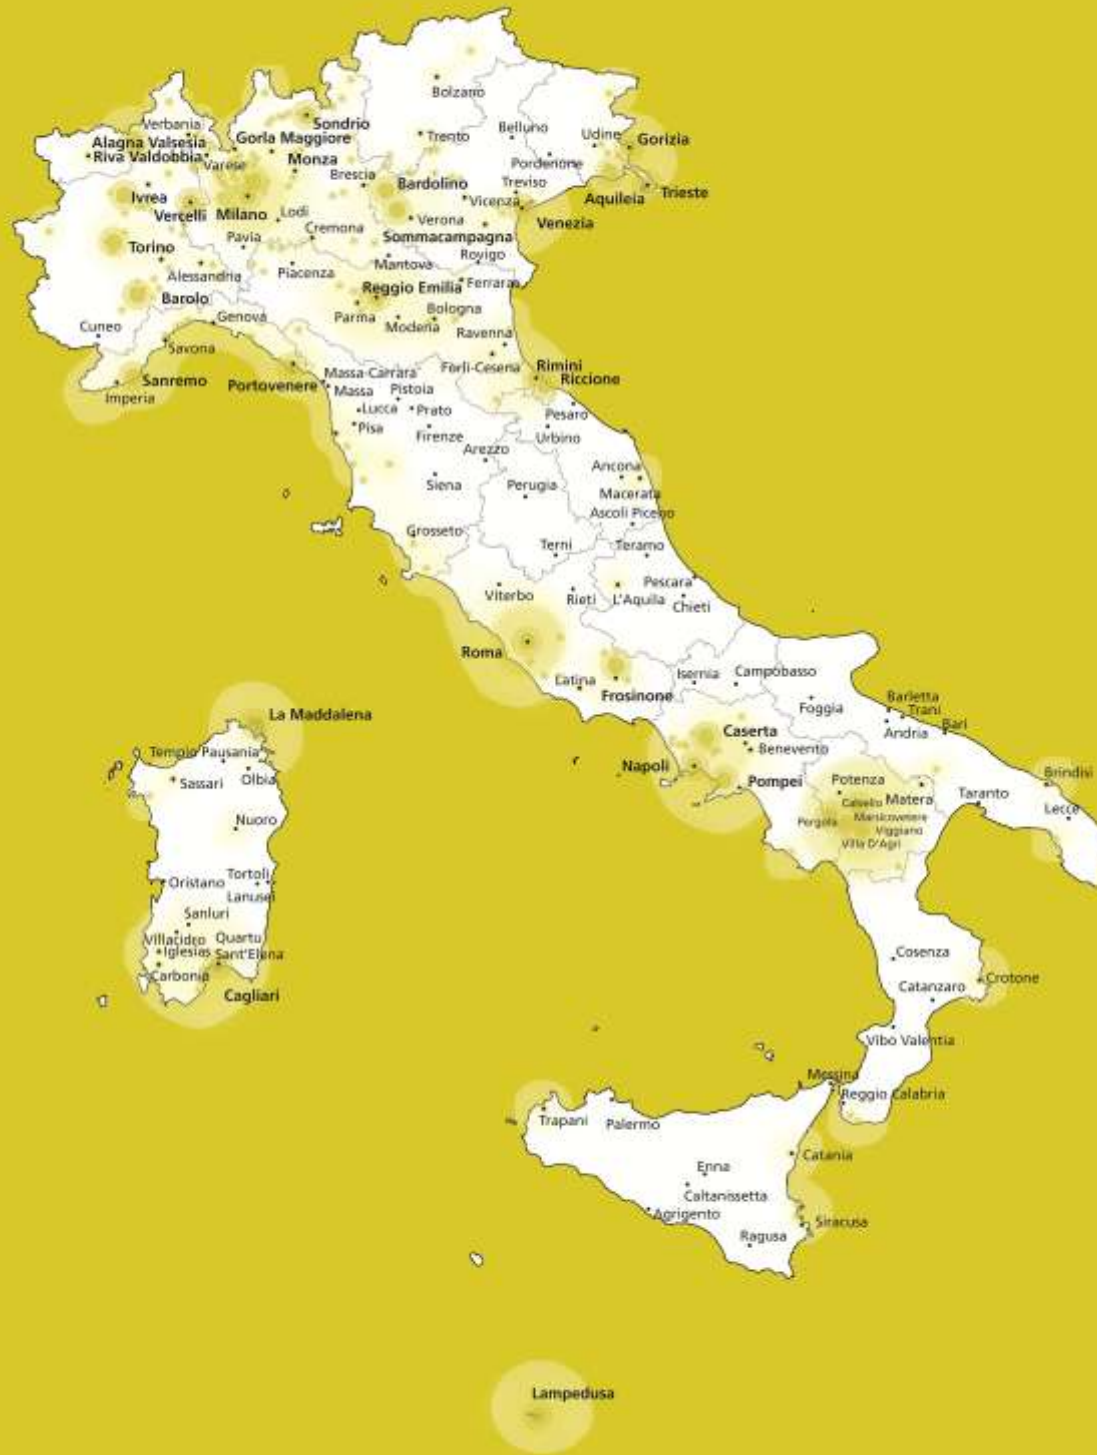 Bolzano
Sondrio
Verbania
Alagna Valsesia
Gorla Maggiore
Trento
Belluno
Udine
Gorizia
Riva Valdobbia
Varese
Monza
Pordenone
Brescia
Bardolino
Treviso
Ivrea
Aquileia
Trieste
Vicenza
Vercelli
Milano
Lodi
Verona
Venezia
Cremona
Sommacampagna
Torino
Pavia
Rovigo
Alessandria
Piacenza
Mantova
Barolo
Reggio Emilia
Ferrara
Genova
Parma
Bologna
Cuneo
Modena
Ravenna
Savona
Forlì-Cesena
Rimini
Sanremo
Portovenere
Massa-Carrara
Riccione
Imperia
Massa
Pistoia
Lucca
Prato
Pesaro
Pisa
Firenze
Urbino
Arezzo
Ancona
Siena
Perugia
Macerata
Ascoli Piceno
Grosseto
Terni
Teramo
Viterbo
Rieti
L'Aquila
Pescara
Chieti
Roma
Latina
Frosinone
Isernia
Campobasso
Foggia
Barletta
Trani
Andria
Bari
La Maddalena
Caserta
Benevento
Tempio Pausania
Napoli
Sassari
Olbia
Pompei
Potenza
Matera
Taranto
Brindisi
Calvello
Lecce
Marsicovetere
Pergola
Viggiano
Villa D'Agri
Nuoro
Oristano
Tortolì
Lanusei
Sanluri
Villacidro
Quartu
Iglesias
Sant'Elena
Carbonia
Cagliari
Cosenza
Crotone
Catanzaro
Vibo Valentia
Messina
Reggio Calabria
Trapani
Palermo
Catania
Enna
Caltanissetta
Agrigento
Siracusa
Ragusa
Lampedusa